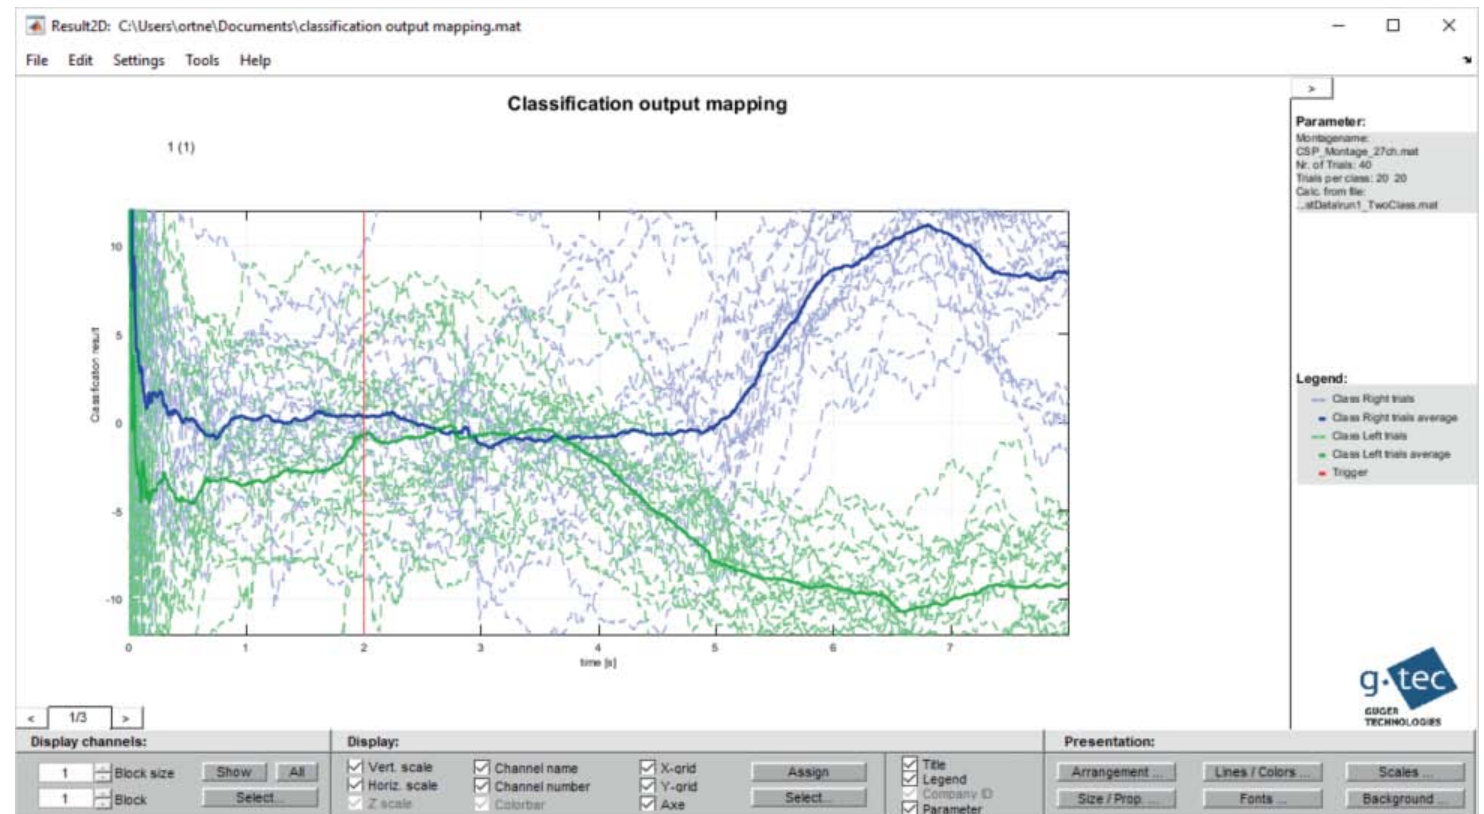 Result2D: C:\Users\ortne\Documents\classification output mapping.mat
File Edit Settings Tools Help
Classification output mapping
1 (1)
10
5
0
-5
-10
Classification result
0 1 2 3 4 5 6 7
time [s]
>
Parameter:
Montagename:
CSP_Montage_27ch.mat
Nr. of Trials: 40
Trials per class: 20 20
Calc. from file:
...stData\run1_TwoClass.mat
Legend:
Class Right trials
Class Right trials average
Class Left trials
Class Left trials average
Trigger
g.tec
GUGER
TECHNOLOGIES
< 1/3 >
Display channels:
1 Block size Show All
1 Block Select...
Display:
Vert. scale Channel name X-grid Assign
Horiz. scale Channel number Y-grid
Z scale Colorbar Axe Select...
Title
Legend
Company ID
Parameter
Presentation:
Arrangement ... Lines / Colors ... Scales ...
Size / Prop. ... Fonts ... Background ...